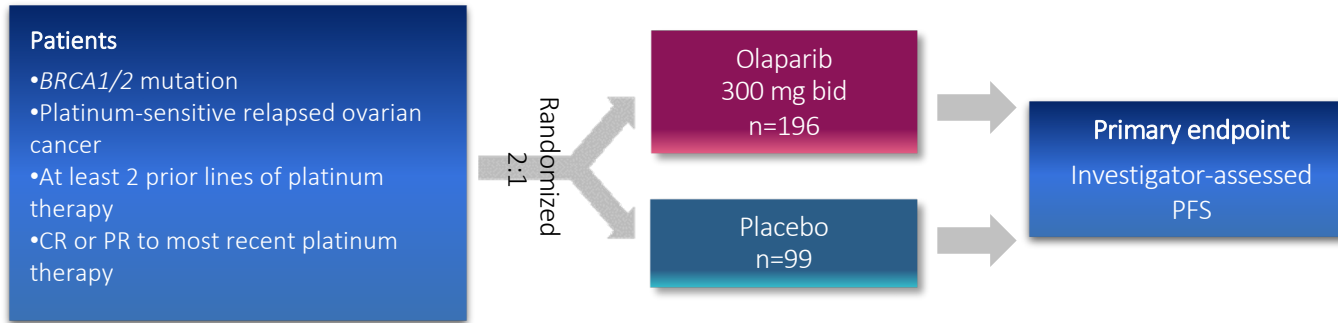 Patients
•BRCA1/2 mutation
•Platinum-sensitive relapsed ovarian
cancer
•At least 2 prior lines of platinum
therapy
•CR or PR to most recent platinum
therapy
Randomized
2:1
Olaparib
300 mg bid
n=196
Placebo
n=99
Primary endpoint
Investigator-assessed
PFS